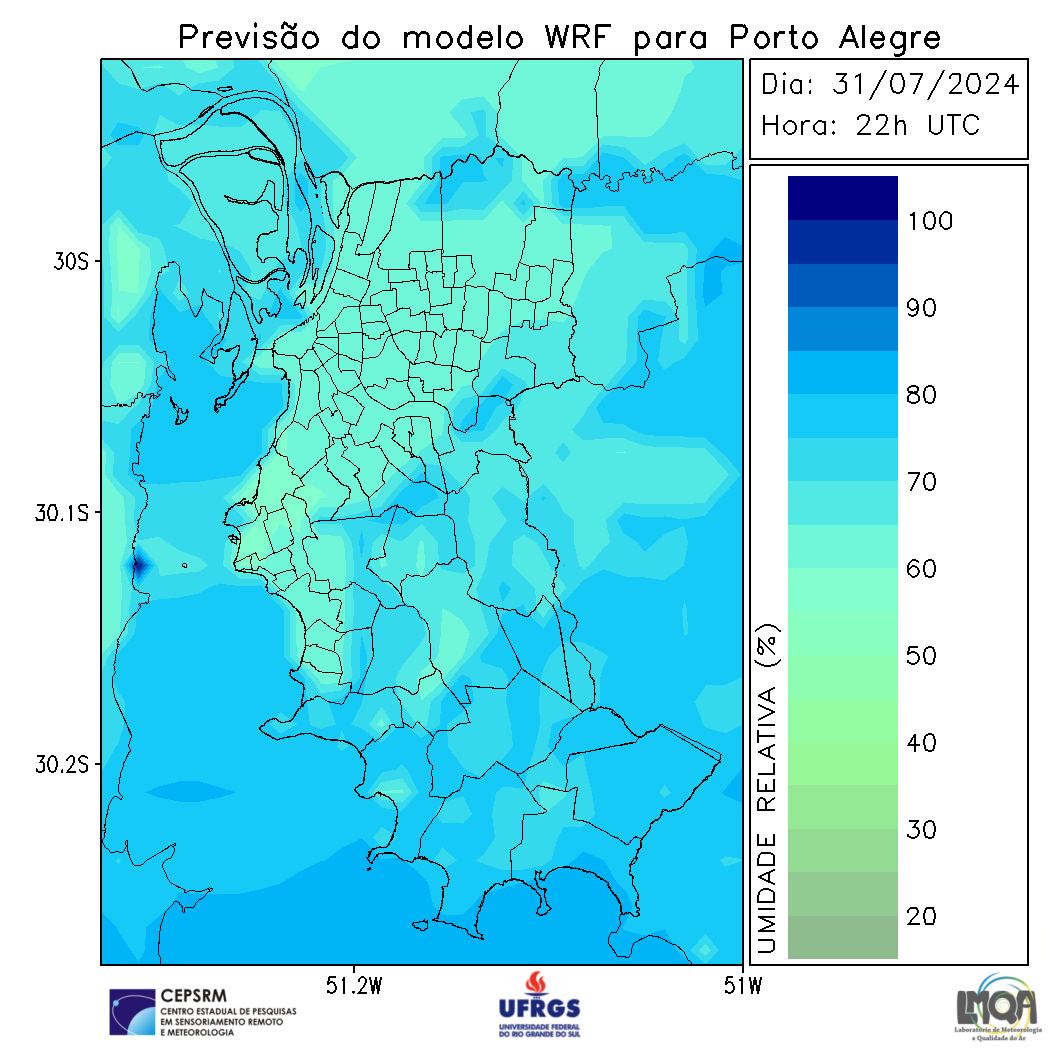 Previsão do modelo WRF para Porto Alegre
Dia: 31/07/2024
Hora: 22h UTC
30S
30.1S
30.2S
51.2W
51W
UMIDADE RELATIVA (%)
100
90
80
70
60
50
40
30
20
CEPSRM
CENTRO ESTADUAL DE PESQUISAS
EM SENSORIAMENTO REMOTO
E METEOROLOGIA
UFRGS
UNIVERSIDADE FEDERAL
DO RIO GRANDE DO SUL
LMQA
Laboratório de Meteorologia
e Qualidade do Ar